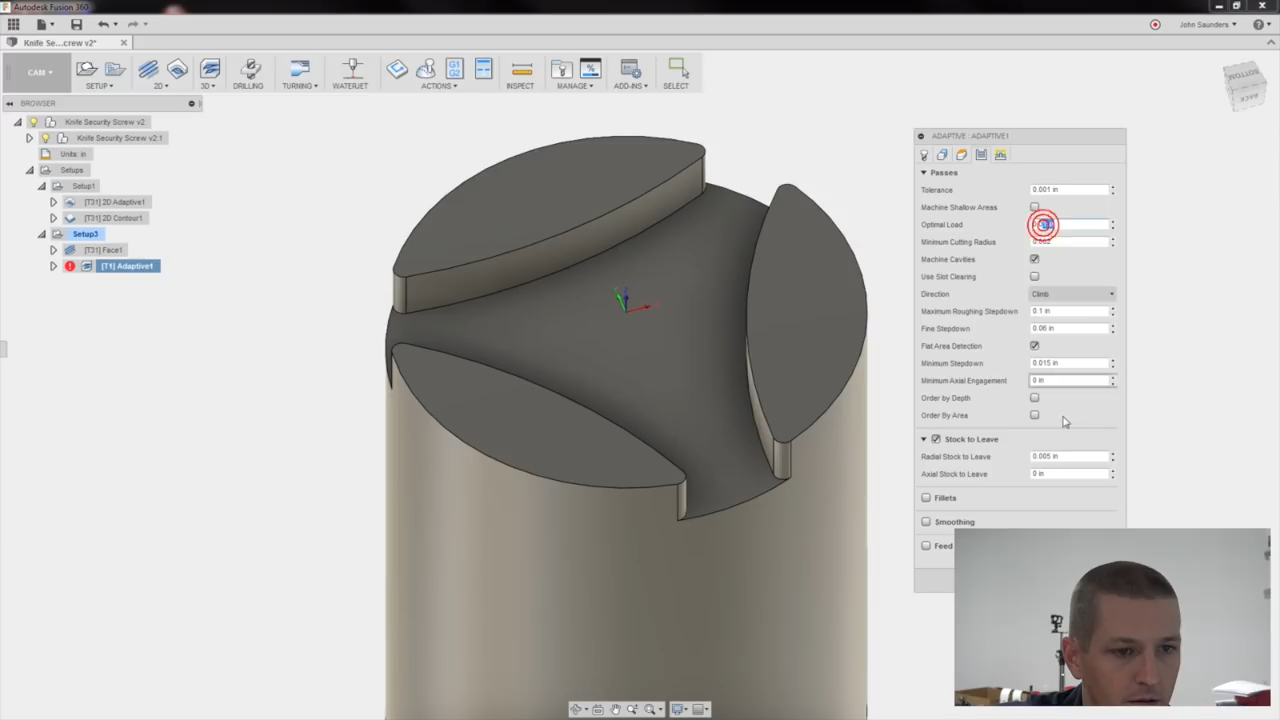 Autodesk Fusion 360
John Saunders
Knife Se...crew v2*
CAM
SETUP
2D
3D
DRILLING
TURNING
WATERJET
ACTIONS
INSPECT
MANAGE
ADD-INS
SELECT
G1
G2
BROWSER
Knife Security Screw v2
Knife Security Screw v2:1
Units: in
Setups
Setup1
[T31] 2D Adaptive1
[T31] 2D Contour1
Setup3
[T31] Face1
[T1] Adaptive1
BOTTOM
BACK
ADAPTIVE : ADAPTIVE1
Passes
Tolerance 0.001 in
Machine Shallow Areas
Optimal Load
Minimum Cutting Radius 0.002
Machine Cavities
Use Slot Clearing
Direction Climb
Maximum Roughing Stepdown 0.1 in
Fine Stepdown 0.06 in
Flat Area Detection
Minimum Stepdown 0.015 in
Minimum Axial Engagement 0 in
Order by Depth
Order By Area
Stock to Leave
Radial Stock to Leave 0.005 in
Axial Stock to Leave 0 in
Fillets
Smoothing
Feed